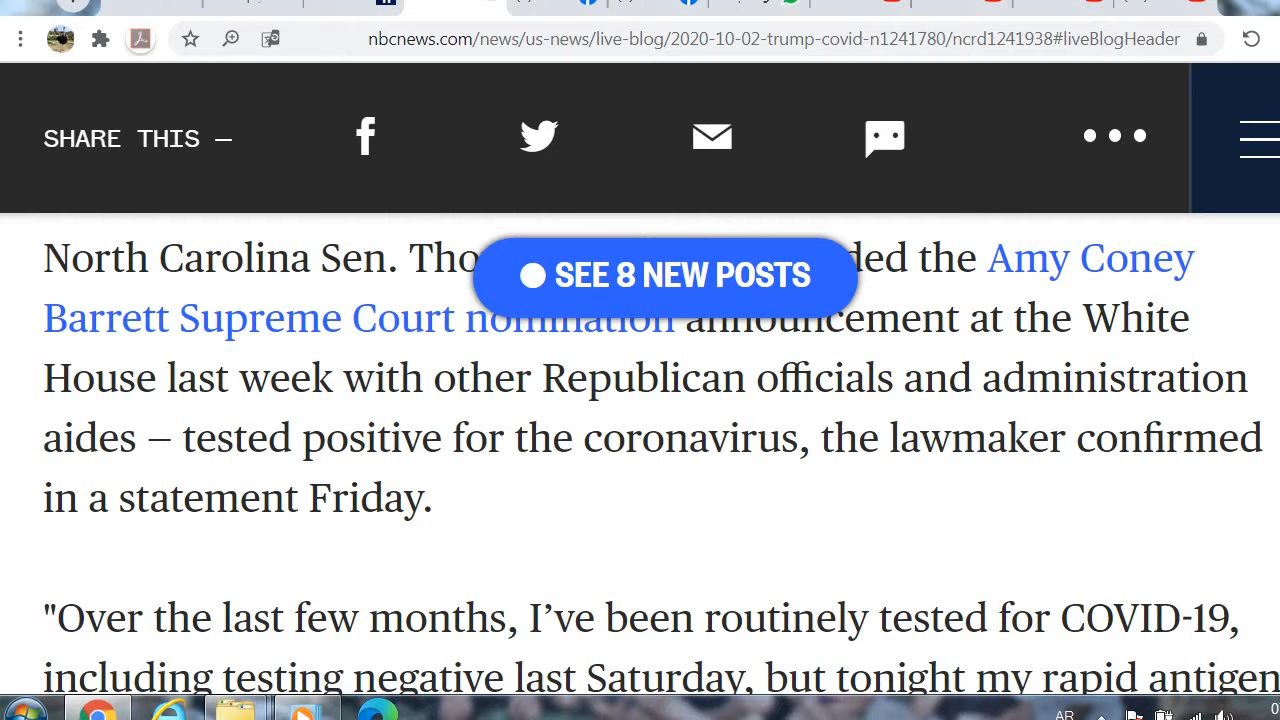 nbcnews.com/news/us-news/live-blog/2020-10-02-trump-covid-n1241780/ncrd1241938#liveBlogHeader
SHARE THIS —
SEE 8 NEW POSTS
North Carolina Sen. the Amy Coney
Barrett Supreme Court nomination announcement at the White
House last week with other Republican officials and administration
aides – tested positive for the coronavirus, the lawmaker confirmed
in a statement Friday.
"Over the last few months, I’ve been routinely tested for COVID-19,
including testing negative last Saturday, but tonight my rapid antigen
AR